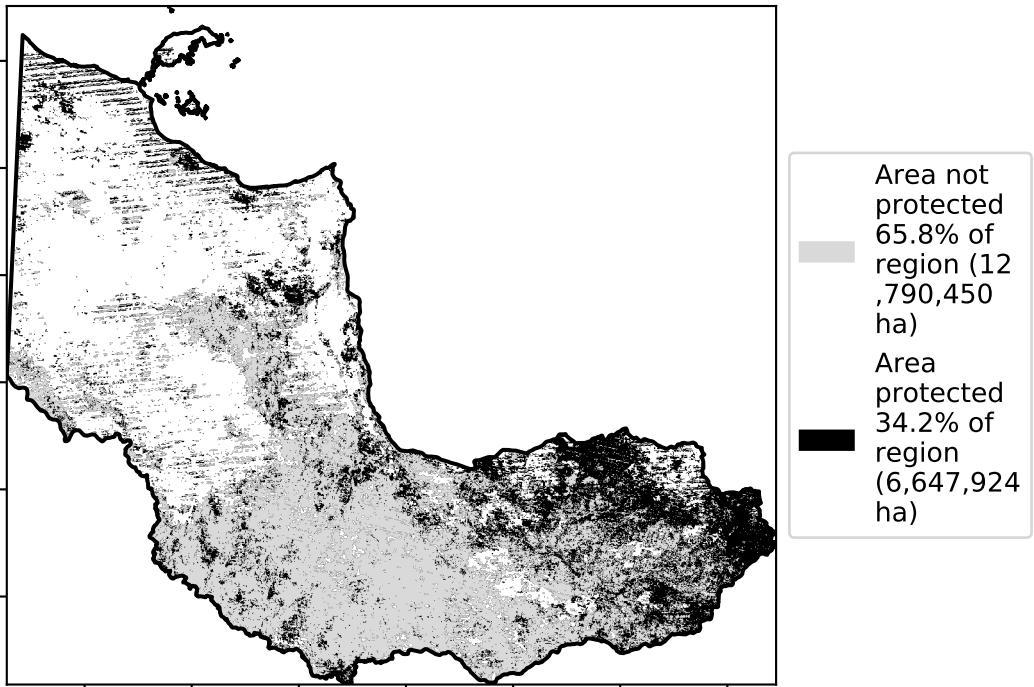 Area not
protected
65.8% of
region (12
,790,450
ha)
Area
protected
34.2% of
region
(6,647,924
ha)